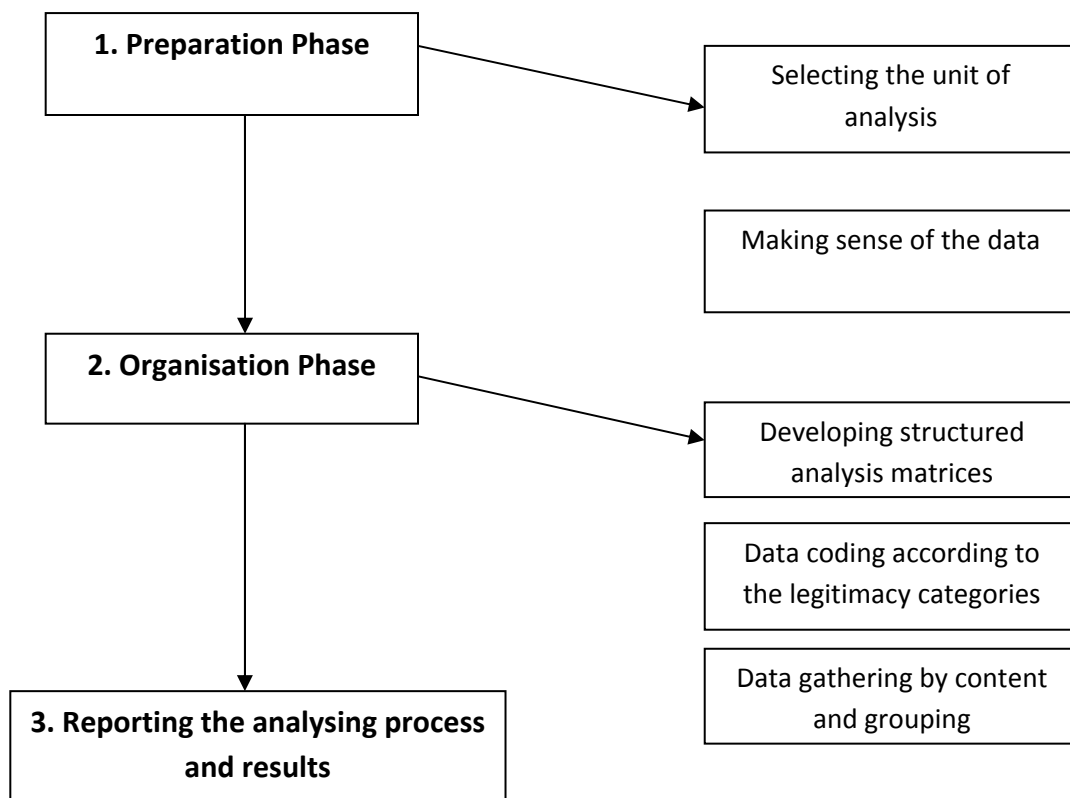 1. Preparation Phase
Selecting the unit of
analysis
Making sense of the data
2. Organisation Phase
Developing structured
analysis matrices
Data coding according to
the legitimacy categories
Data gathering by content
and grouping
3. Reporting the analysing process
and results